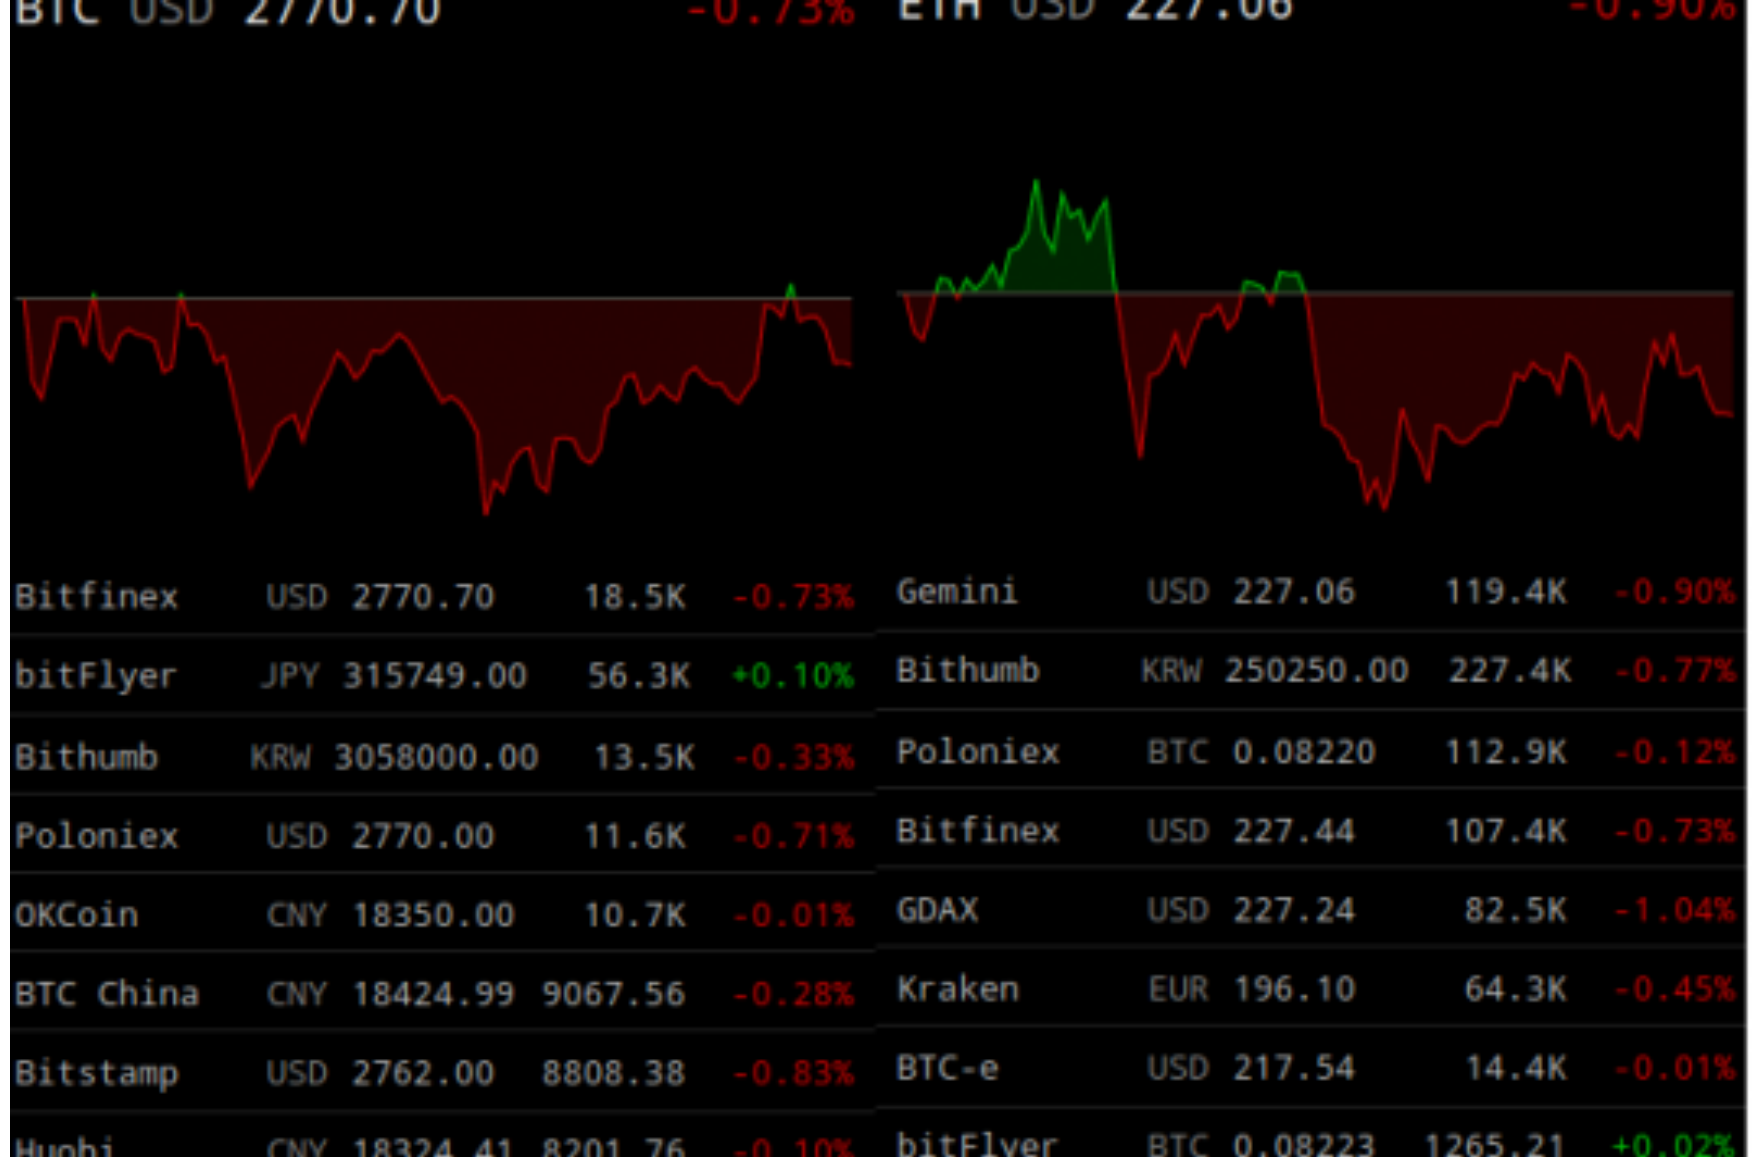 BTC USD 2770.70 -0.73%
Bitfinex USD 2770.70 18.5K -0.73%
bitFlyer JPY 315749.00 56.3K +0.10%
Bithumb KRW 3058000.00 13.5K -0.33%
Poloniex USD 2770.00 11.6K -0.71%
OKCoin CNY 18350.00 10.7K -0.01%
BTC China CNY 18424.99 9067.56 -0.28%
Bitstamp USD 2762.00 8808.38 -0.83%
Huobi CNY 18324.41 8201.76 -0.10%
ETH USD 227.06 -0.90%
Gemini USD 227.06 119.4K -0.90%
Bithumb KRW 250250.00 227.4K -0.77%
Poloniex BTC 0.08220 112.9K -0.12%
Bitfinex USD 227.44 107.4K -0.73%
GDAX USD 227.24 82.5K -1.04%
Kraken EUR 196.10 64.3K -0.45%
BTC-e USD 217.54 14.4K -0.01%
bitFlyer BTC 0.08223 1265.21 +0.02%